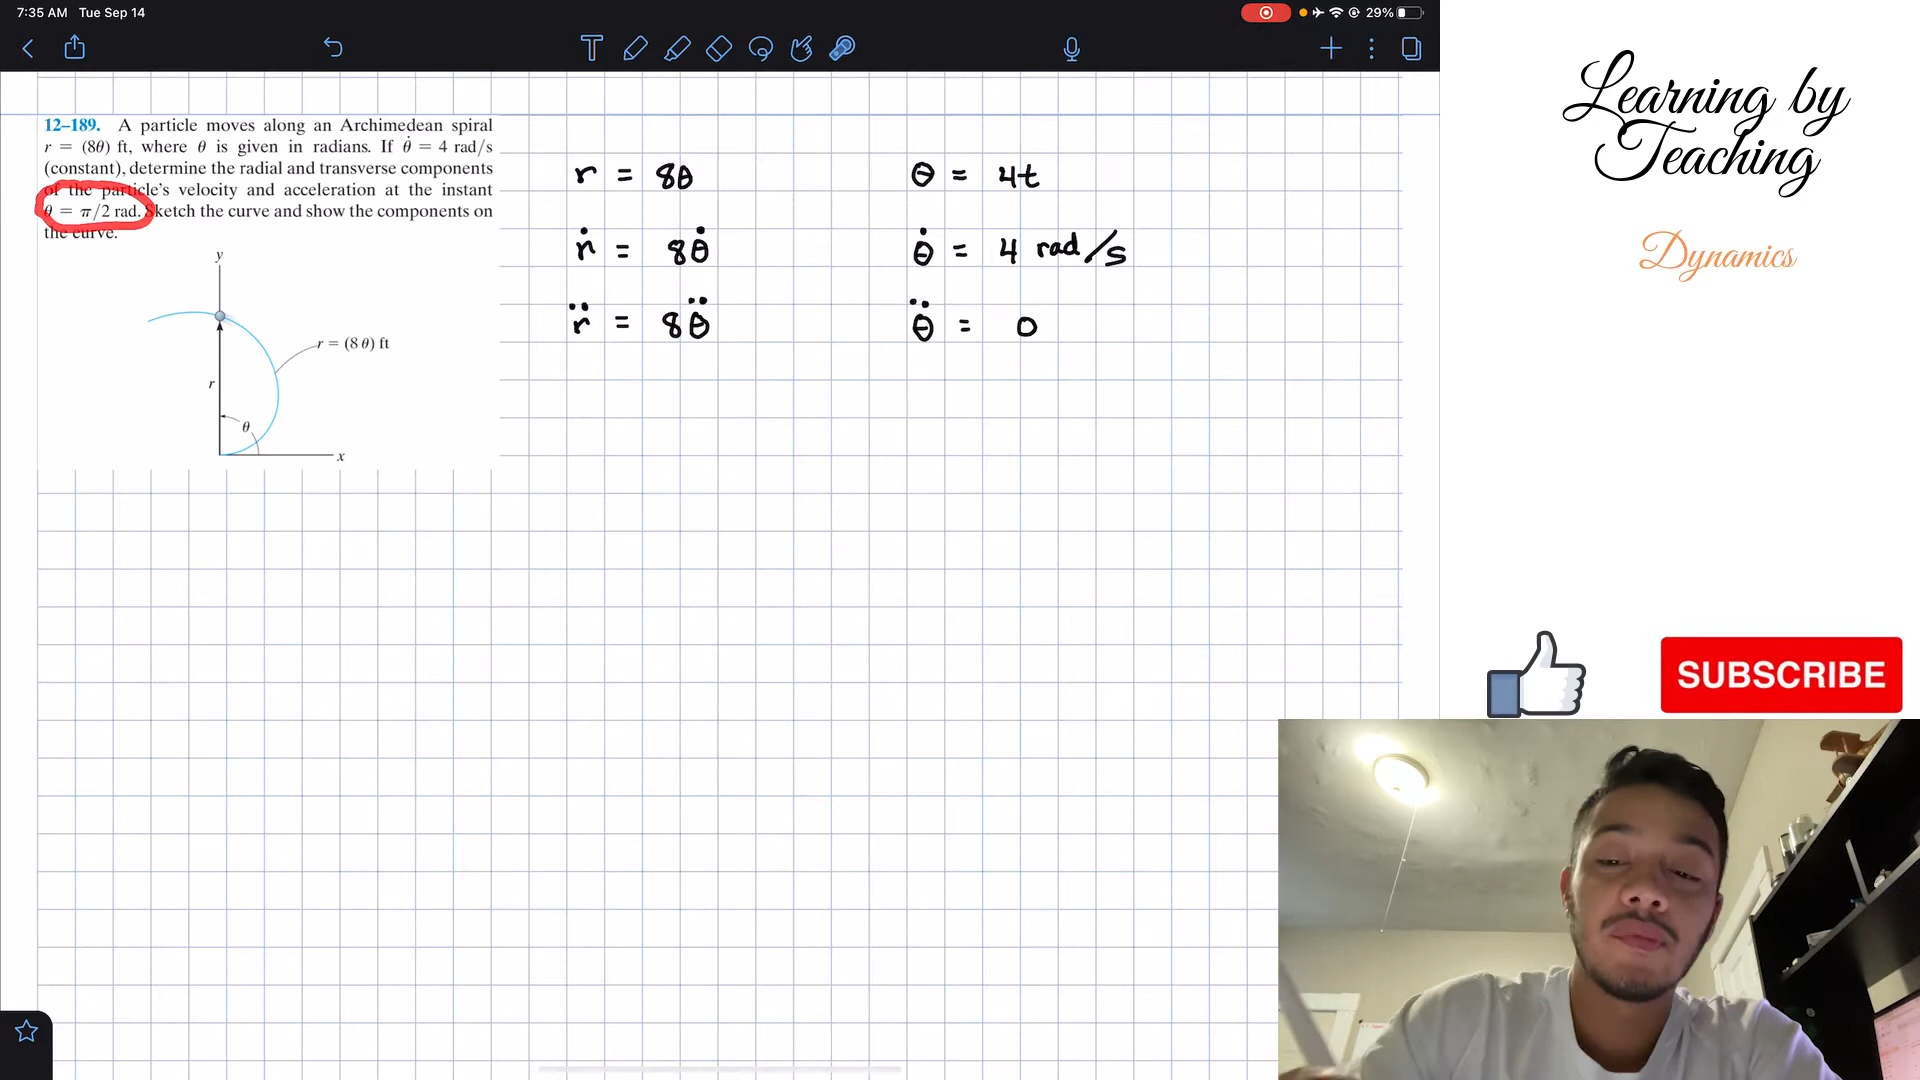 7:35 AM Tue Sep 14
29%
12–189. A particle moves along an Archimedean spiral
r = (8θ) ft, where θ is given in radians. If θ̇ = 4 rad/s
(constant), determine the radial and transverse components
of the particle's velocity and acceleration at the instant
θ = π/2 rad. Sketch the curve and show the components on
the curve.
y
r = (8 θ) ft
r
θ
x
r = 8θ
θ = 4t
ṙ = 8θ̇
θ̇ = 4 rad/s
r̈ = 8θ̈
θ̈ = 0
Learning by
Teaching
Dynamics
SUBSCRIBE